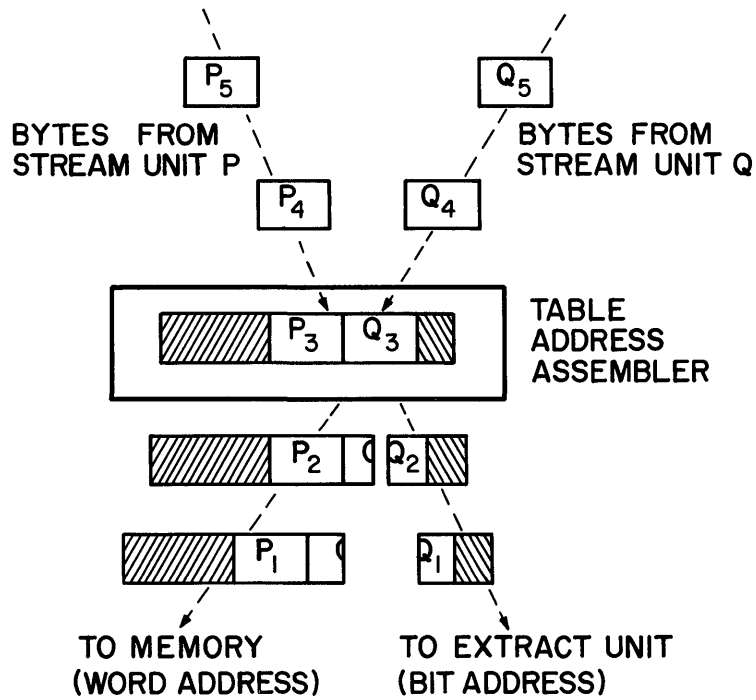 P5
Q5
BYTES FROM
STREAM UNIT P
BYTES FROM
STREAM UNIT Q
P4
Q4
P3
Q3
TABLE
ADDRESS
ASSEMBLER
P2
Q2
P1
Q1
TO MEMORY
(WORD ADDRESS)
TO EXTRACT UNIT
(BIT ADDRESS)